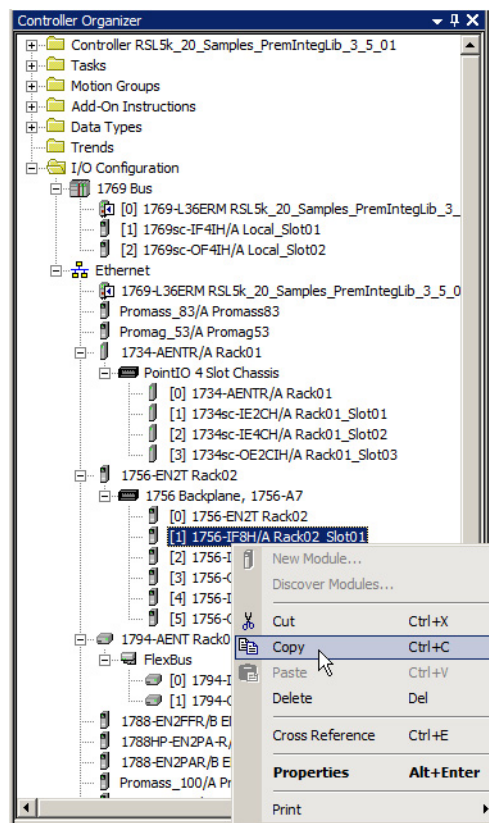 Controller Organizer
Controller RSL5k_20_Samples_PremIntegLib_3_5_01
Tasks
Motion Groups
Add-On Instructions
Data Types
Trends
I/O Configuration
1769 Bus
[0] 1769-L36ERM RSL5k_20_Samples_PremIntegLib_3_
[1] 1769sc-IF4IH/A Local_Slot01
[2] 1769sc-OF4IH/A Local_Slot02
Ethernet
1769-L36ERM RSL5k_20_Samples_PremIntegLib_3_5_0
Promass_83/A Promass83
Promag_53/A Promag53
1734-AENTR/A Rack01
PointIO 4 Slot Chassis
[0] 1734-AENTR/A Rack01
[1] 1734sc-IE2CH/A Rack01_Slot01
[2] 1734sc-IE4CH/A Rack01_Slot02
[3] 1734sc-OE2CIH/A Rack01_Slot03
1756-EN2T Rack02
1756 Backplane, 1756-A7
[0] 1756-EN2T Rack02
[1] 1756-IF8H/A Rack02_Slot01
[2] 1756-I
[3] 1756-O
[4] 1756-I
[5] 1756-O
1794-AENT Rack0
FlexBus
[0] 1794-I
[1] 1794-O
1788-EN2FFR/B E
1788HP-EN2PA-R/
1788-EN2PAR/B E
Promass_100/A Pr
New Module...
Discover Modules...
Cut Ctrl+X
Copy Ctrl+C
Paste Ctrl+V
Delete Del
Cross Reference Ctrl+E
Properties Alt+Enter
Print